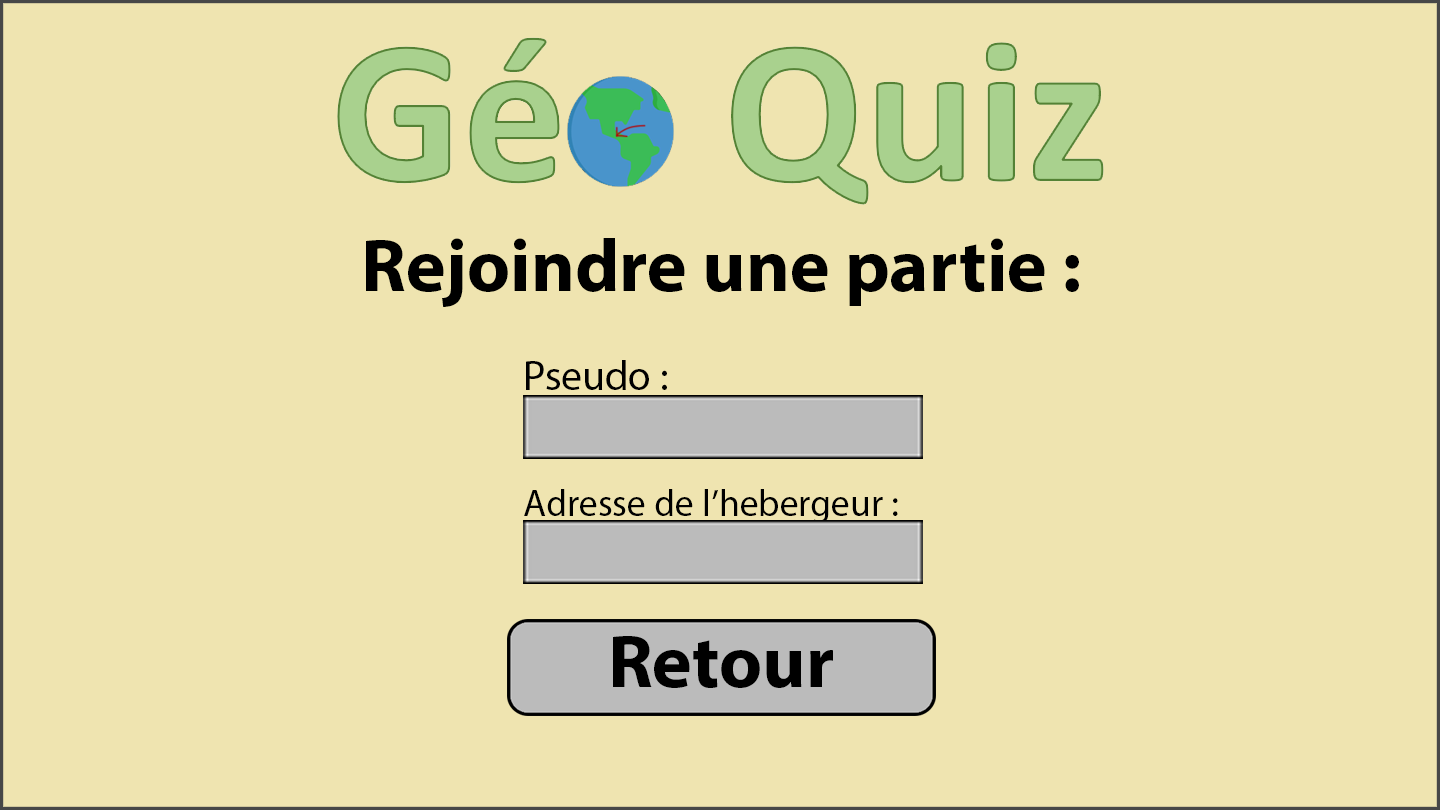 Géo Quiz
Rejoindre une partie :
Pseudo :
Adresse de l’hebergeur :
Retour